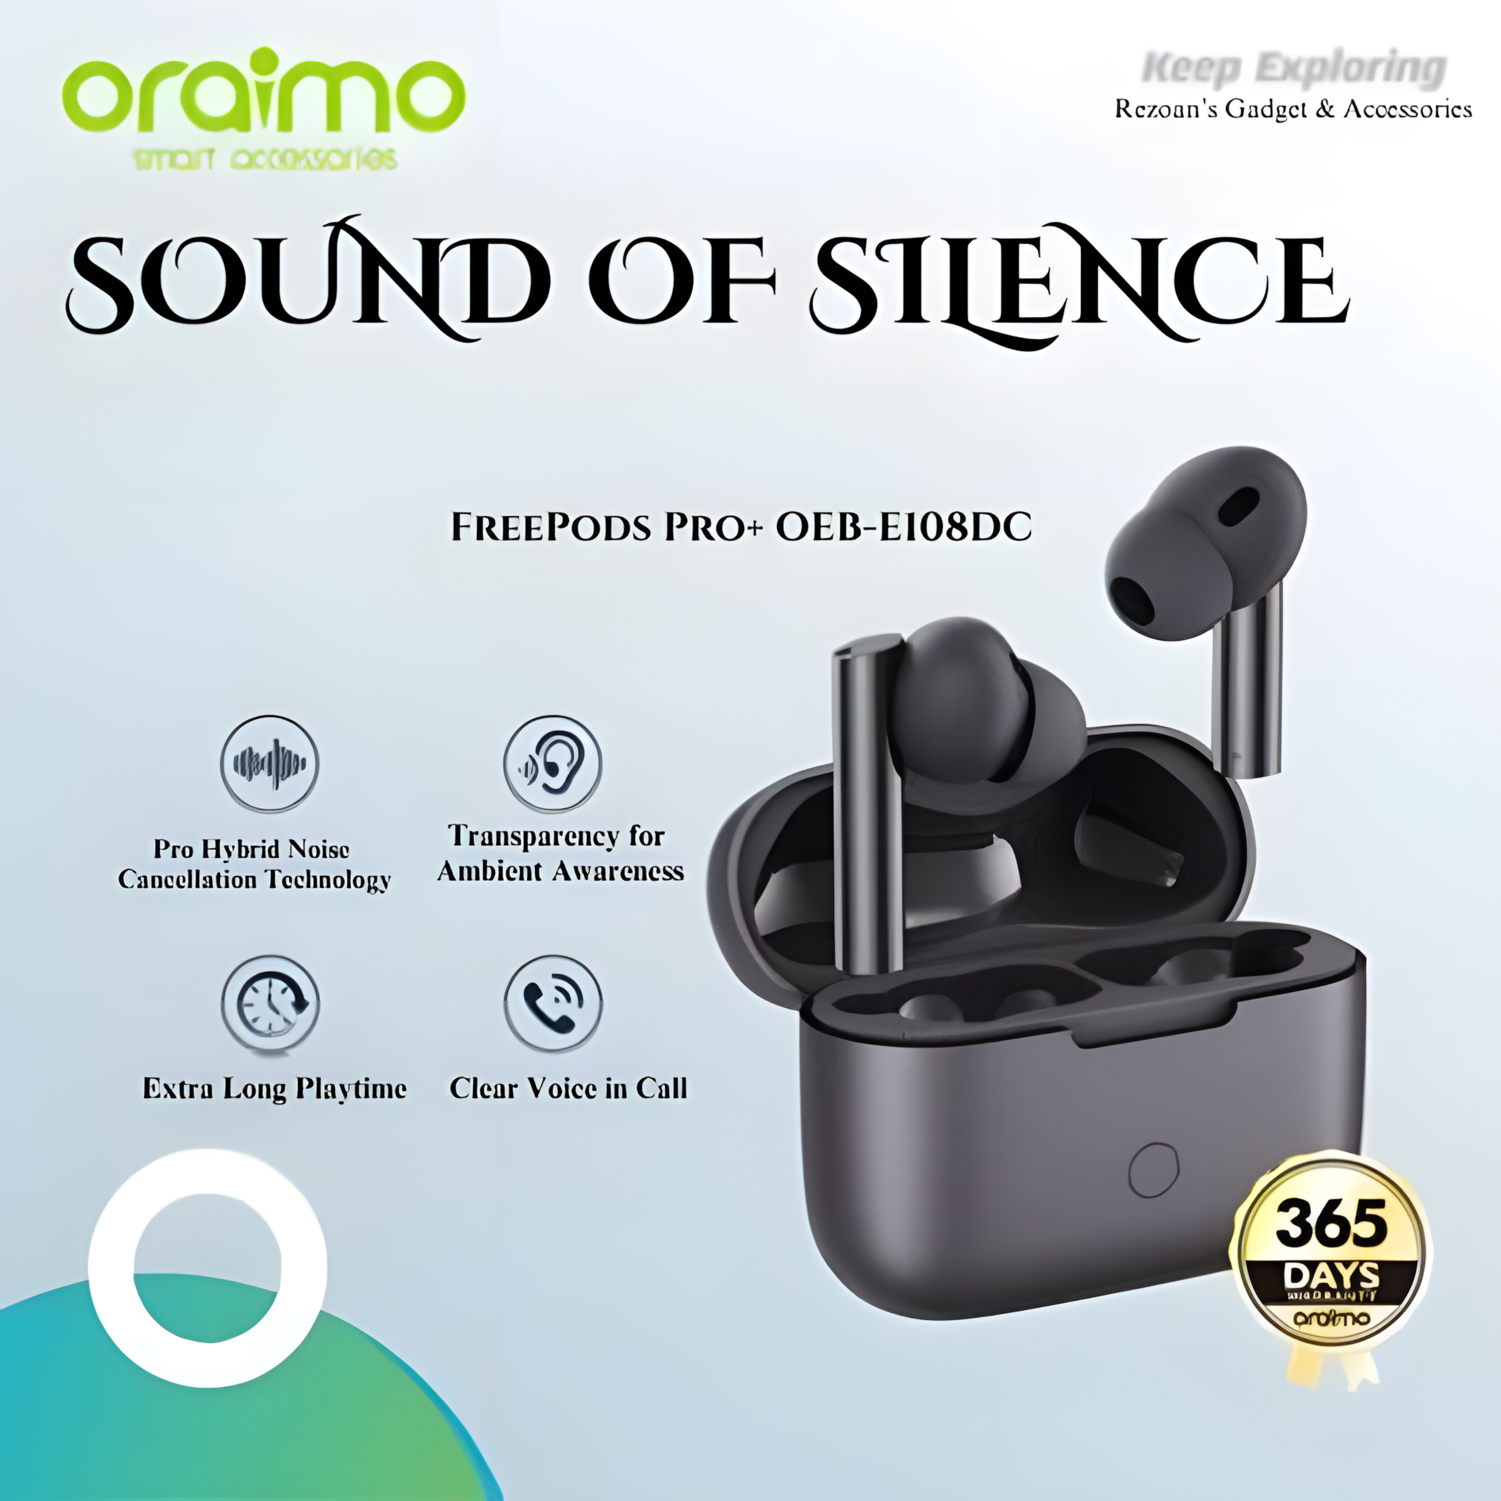 oraimo
smart accessories
Keep Exploring
Rezoan's Gadget & Accessories
SOUND OF SILENCE
FREEPODS PRO+ OEB-E108DC
Pro Hybrid Noise
Cancellation Technology
Transparency for
Ambient Awareness
Extra Long Playtime
Clear Voice in Call
365
DAYS
WARRANTY
oraimo